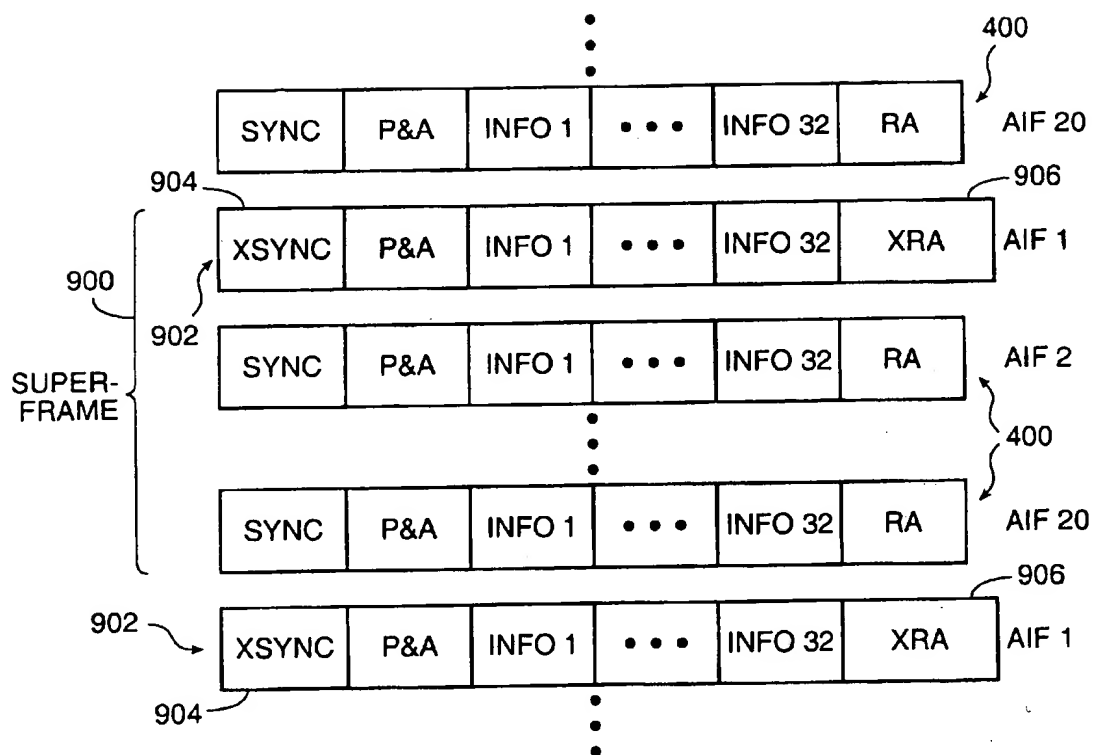 400
SYNC P&A INFO 1 • • • INFO 32 RA AIF 20
904 906
XSYNC P&A INFO 1 • • • INFO 32 XRA AIF 1
900
902
SYNC P&A INFO 1 • • • INFO 32 RA AIF 2
SUPER-
FRAME
400
SYNC P&A INFO 1 • • • INFO 32 RA AIF 20
906
902
XSYNC P&A INFO 1 • • • INFO 32 XRA AIF 1
904